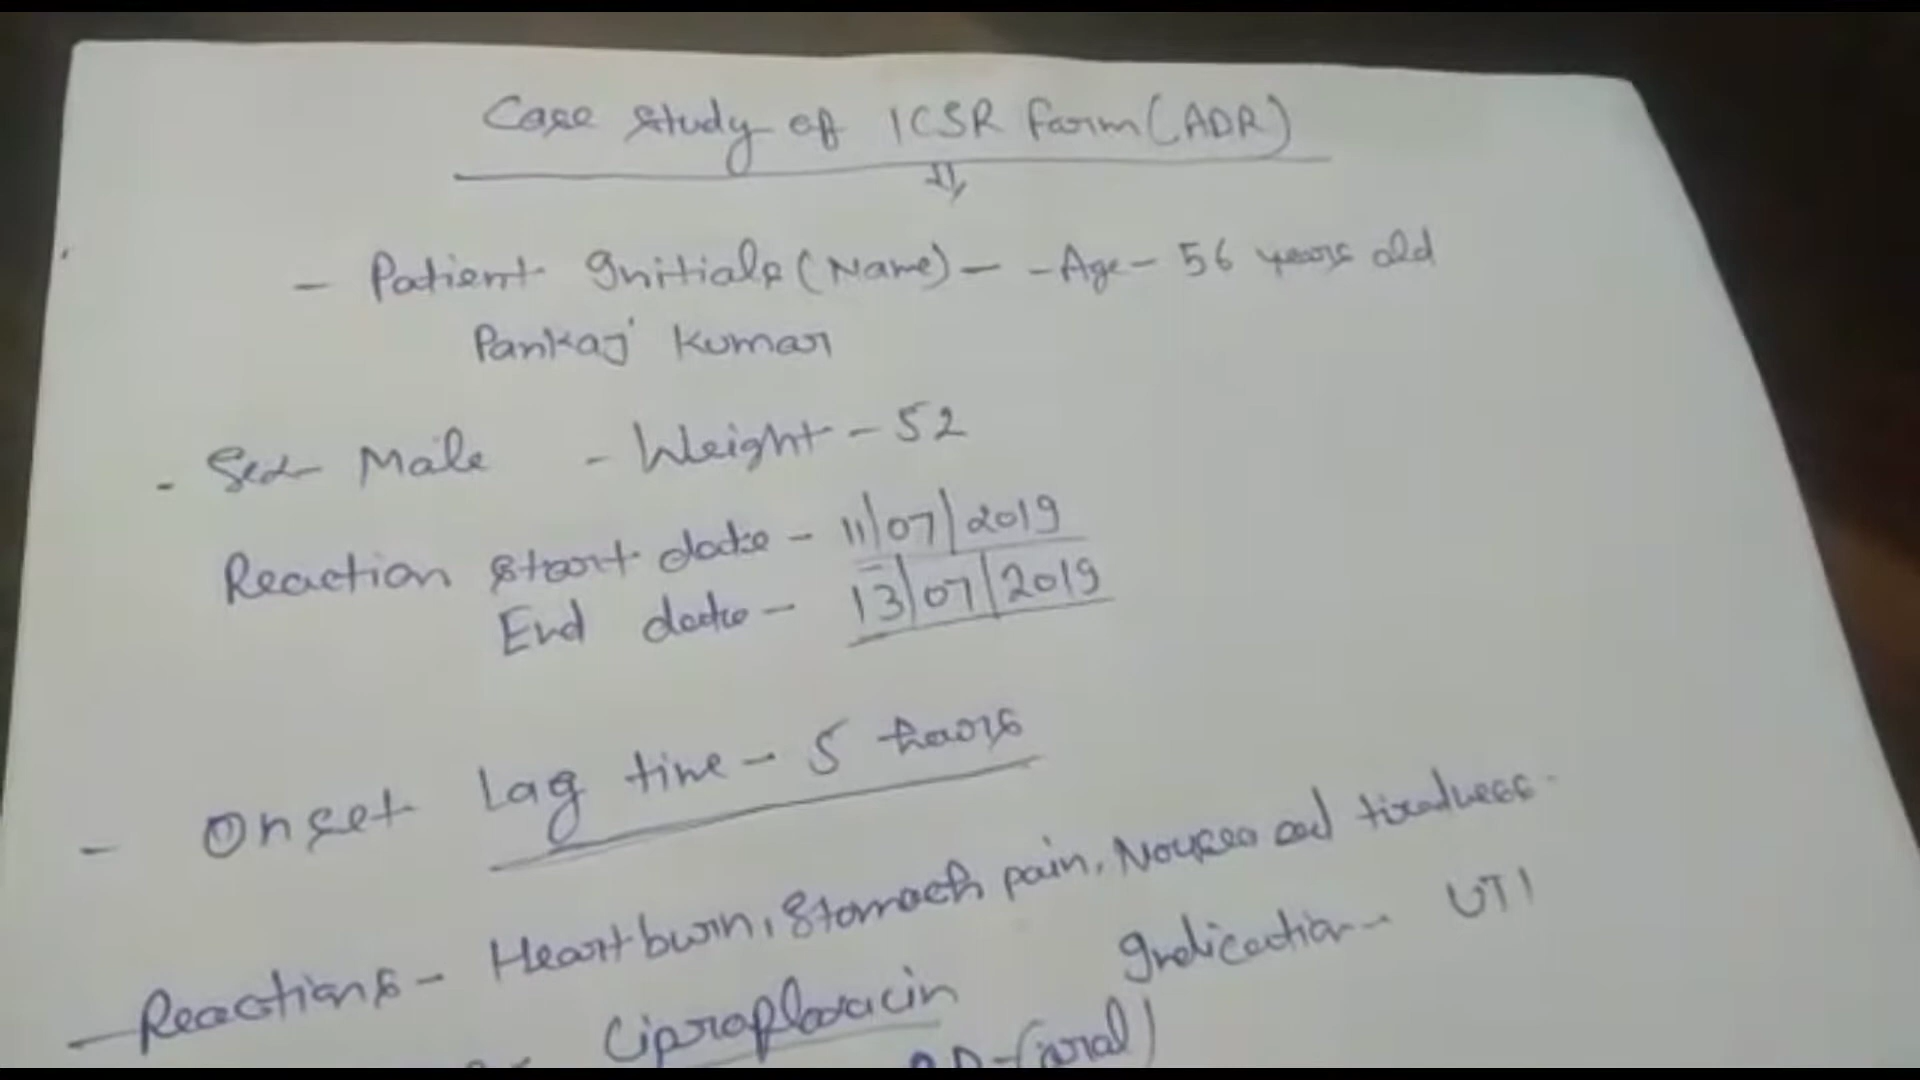 Case study of ICSR form (ADR)
- Patient Initials (Name) - - Age - 56 years old
Pankaj Kumar
- Sex Male - Weight - 52
Reaction start date - 11/07/2019
End date - 13/07/2019
- Onset Lag time - 5 hours
- Reactions - Heartburn, Stomach pain, Nousea and tiredness.
Ciprofloxacin Indication - UTI
(oral)